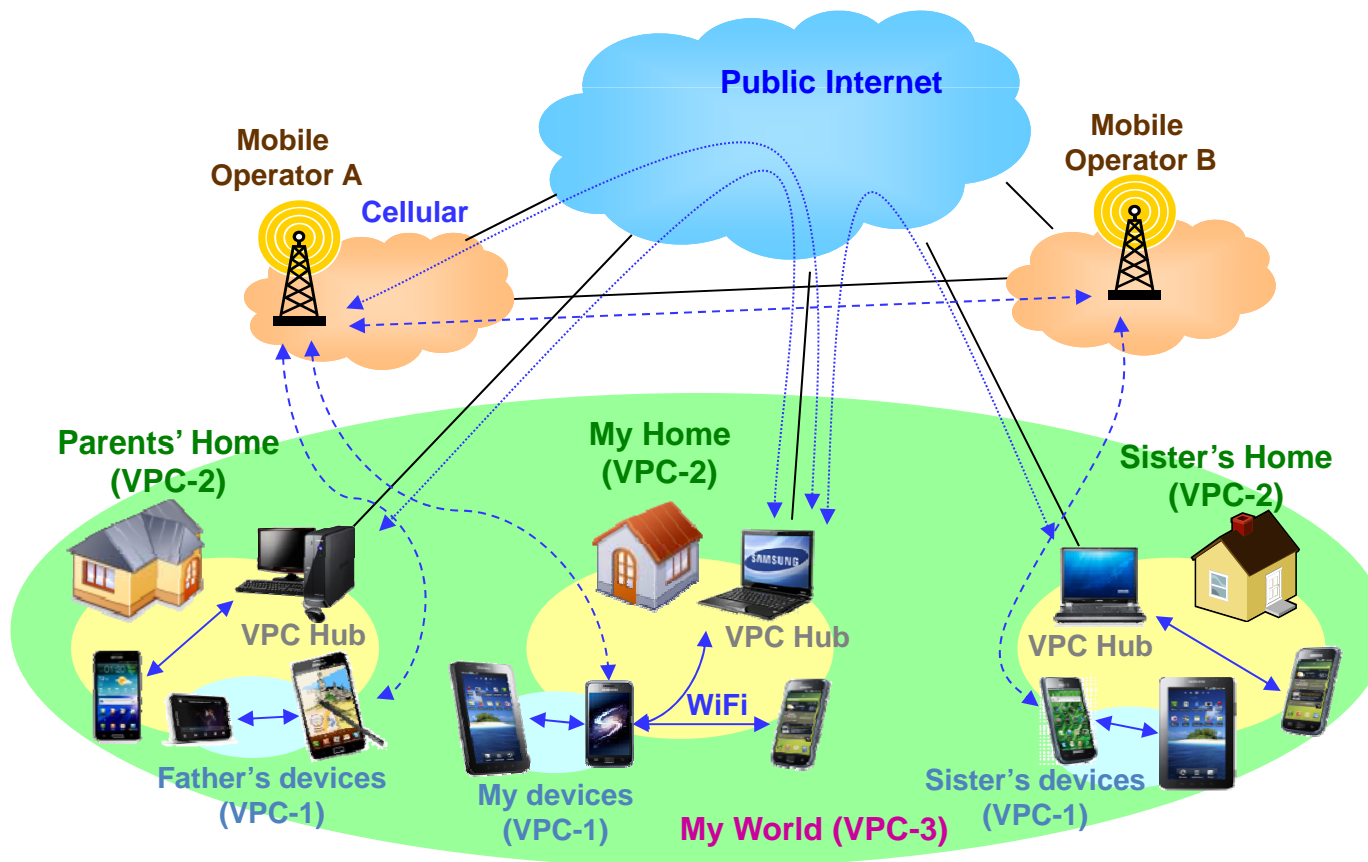 Public Internet
Mobile
Operator A
Mobile
Operator B
Cellular
Parents’ Home
(VPC-2)
My Home
(VPC-2)
Sister’s Home
(VPC-2)
SAMSUNG
VPC Hub
VPC Hub
VPC Hub
WiFi
Father’s devices
(VPC-1)
My devices
(VPC-1)
Sister’s devices
(VPC-1)
My World (VPC-3)